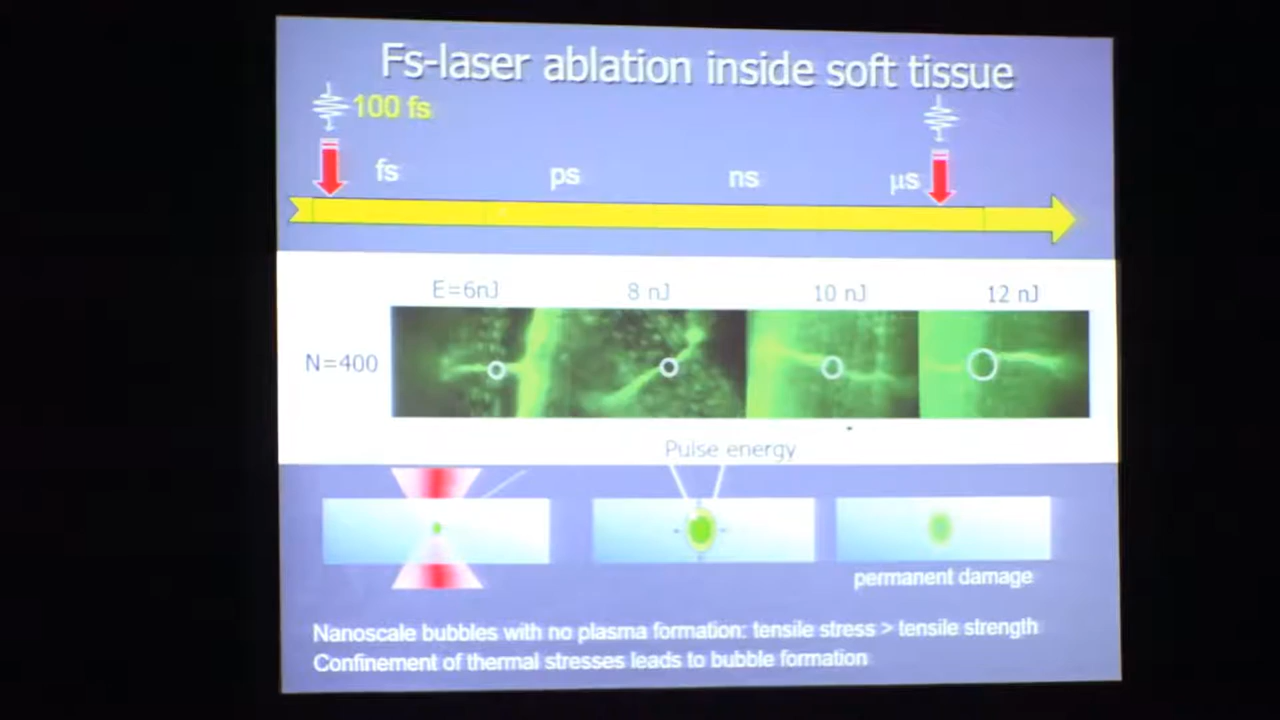 Fs-laser ablation inside soft tissue
100 fs
fs ps ns μs
E=6nJ 8 nJ 10 nJ 12 nJ
N=400
Pulse energy
permanent damage
Nanoscale bubbles with no plasma formation: tensile stress > tensile strength
Confinement of thermal stresses leads to bubble formation